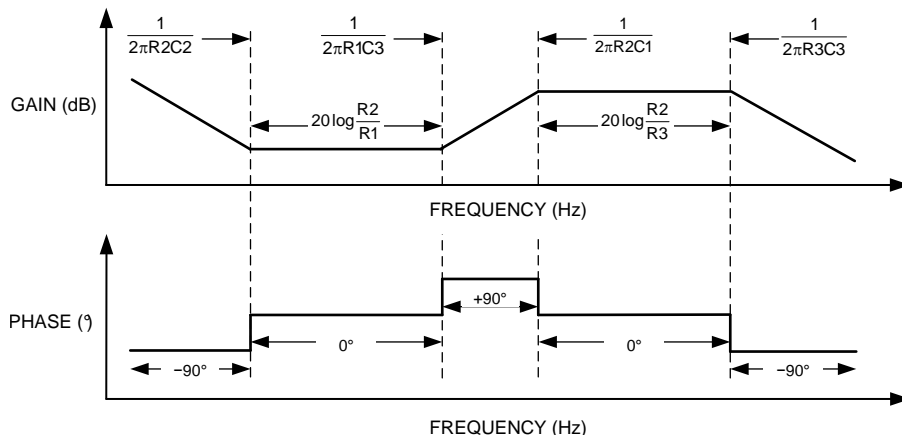 1/2πR2C2
1/2πR1C3
1/2πR2C1
1/2πR3C3
GAIN (dB)
20 log R2/R1
20 log R2/R3
FREQUENCY (Hz)
+90°
PHASE (°)
0°
0°
−90°
−90°
FREQUENCY (Hz)